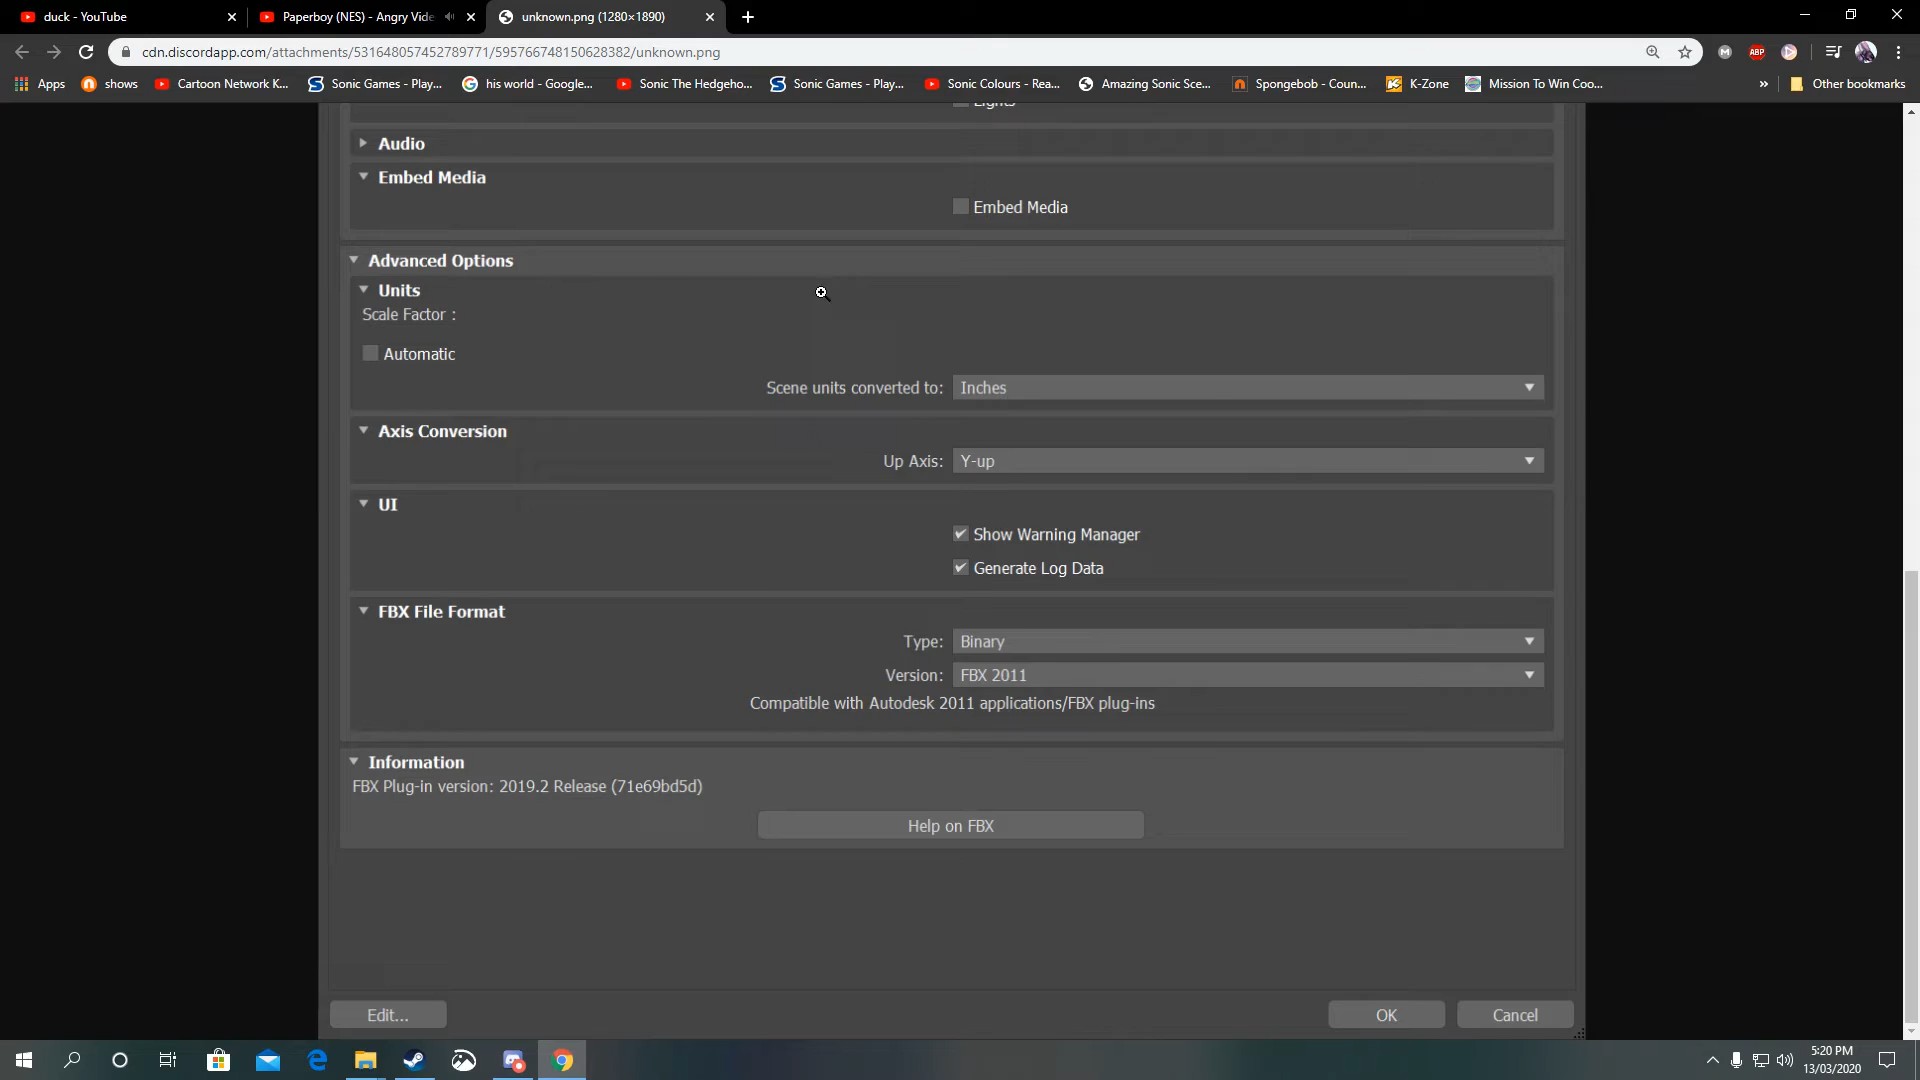 duck - YouTube
Paperboy (NES) - Angry Vide
unknown.png (1280×1890)
cdn.discordapp.com/attachments/531648057452789771/595766748150628382/unknown.png
ABP
Apps
shows
Cartoon Network K...
Sonic Games - Play...
his world - Google...
Sonic The Hedgeho...
Sonic Games - Play...
Sonic Colours - Rea...
Amazing Sonic Sce...
Spongebob - Coun...
K-Zone
Mission To Win Coo...
»
Other bookmarks
Lights
Audio
Embed Media
Embed Media
Advanced Options
Units
Scale Factor :
Automatic
Scene units converted to: Inches
Axis Conversion
Up Axis: Y-up
UI
Show Warning Manager
Generate Log Data
FBX File Format
Type: Binary
Version: FBX 2011
Compatible with Autodesk 2011 applications/FBX plug-ins
Information
FBX Plug-in version: 2019.2 Release (71e69bd5d)
Help on FBX
Edit...
OK
Cancel
5:20 PM
13/03/2020